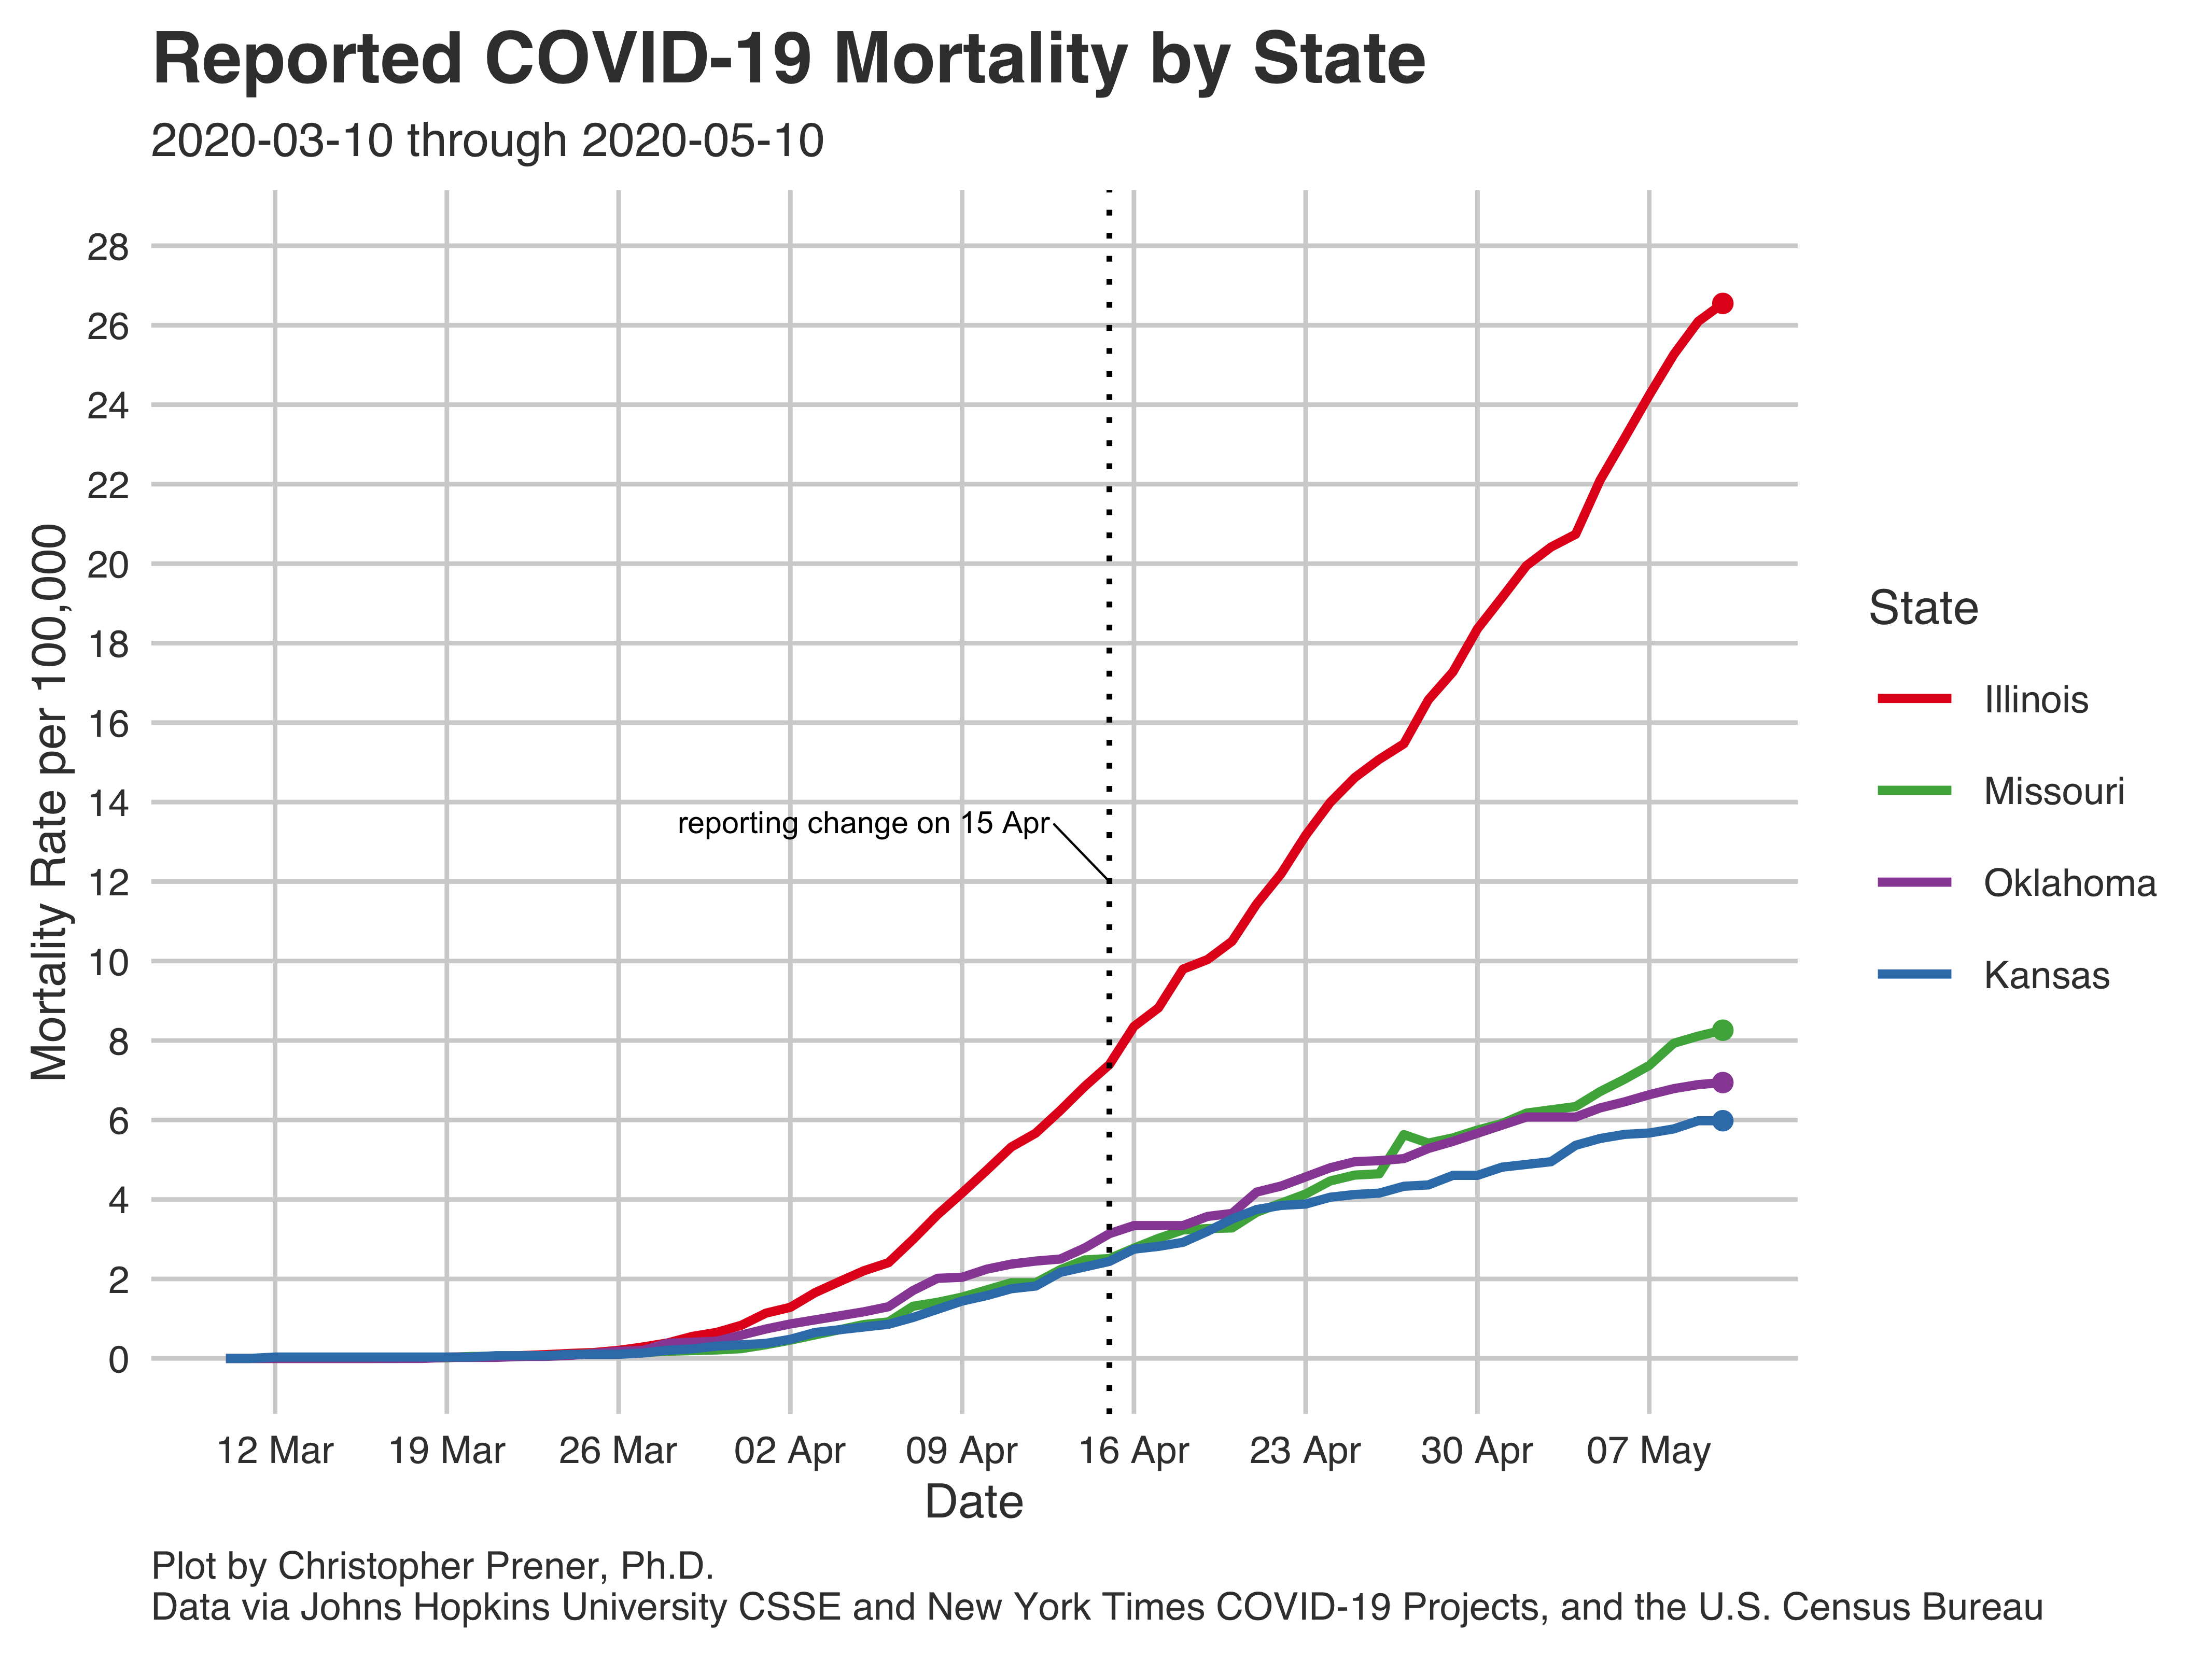 Reported COVID-19 Mortality by State
2020-03-10 through 2020-05-10
Mortality Rate per 100,000
28
26
24
22
20
18
16
14
12
10
8
6
4
2
0
reporting change on 15 Apr
12 Mar 19 Mar 26 Mar 02 Apr 09 Apr 16 Apr 23 Apr 30 Apr 07 May
Date
State
Illinois
Missouri
Oklahoma
Kansas
Plot by Christopher Prener, Ph.D.
Data via Johns Hopkins University CSSE and New York Times COVID-19 Projects, and the U.S. Census Bureau